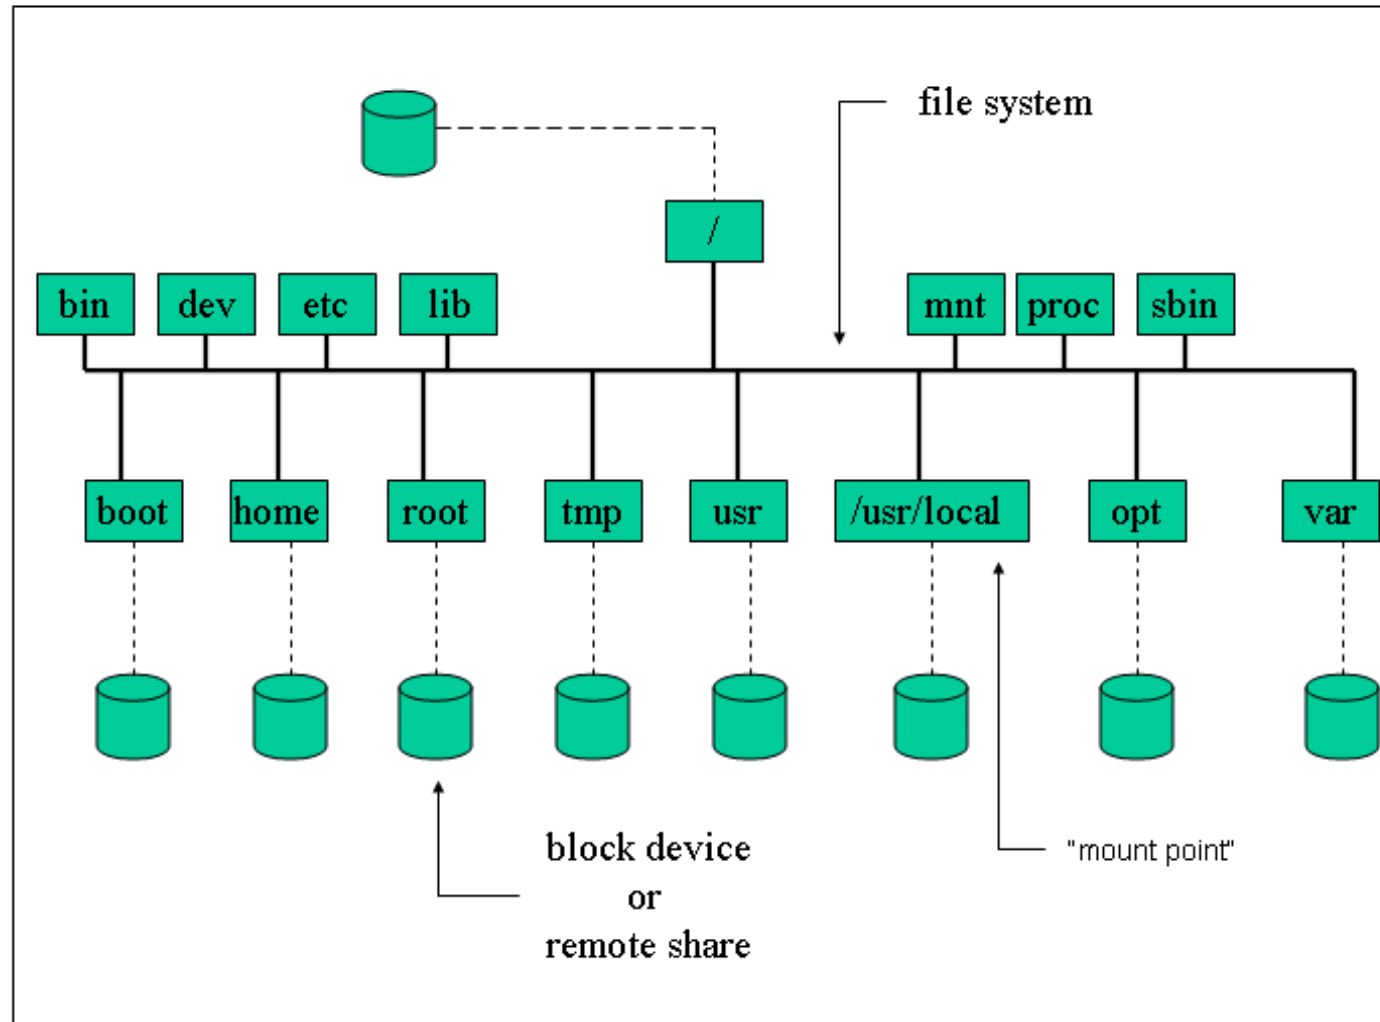 file system
/
bin
dev
etc
lib
mnt
proc
sbin
boot
home
root
tmp
usr
/usr/local
opt
var
block device
or
remote share
"mount point"